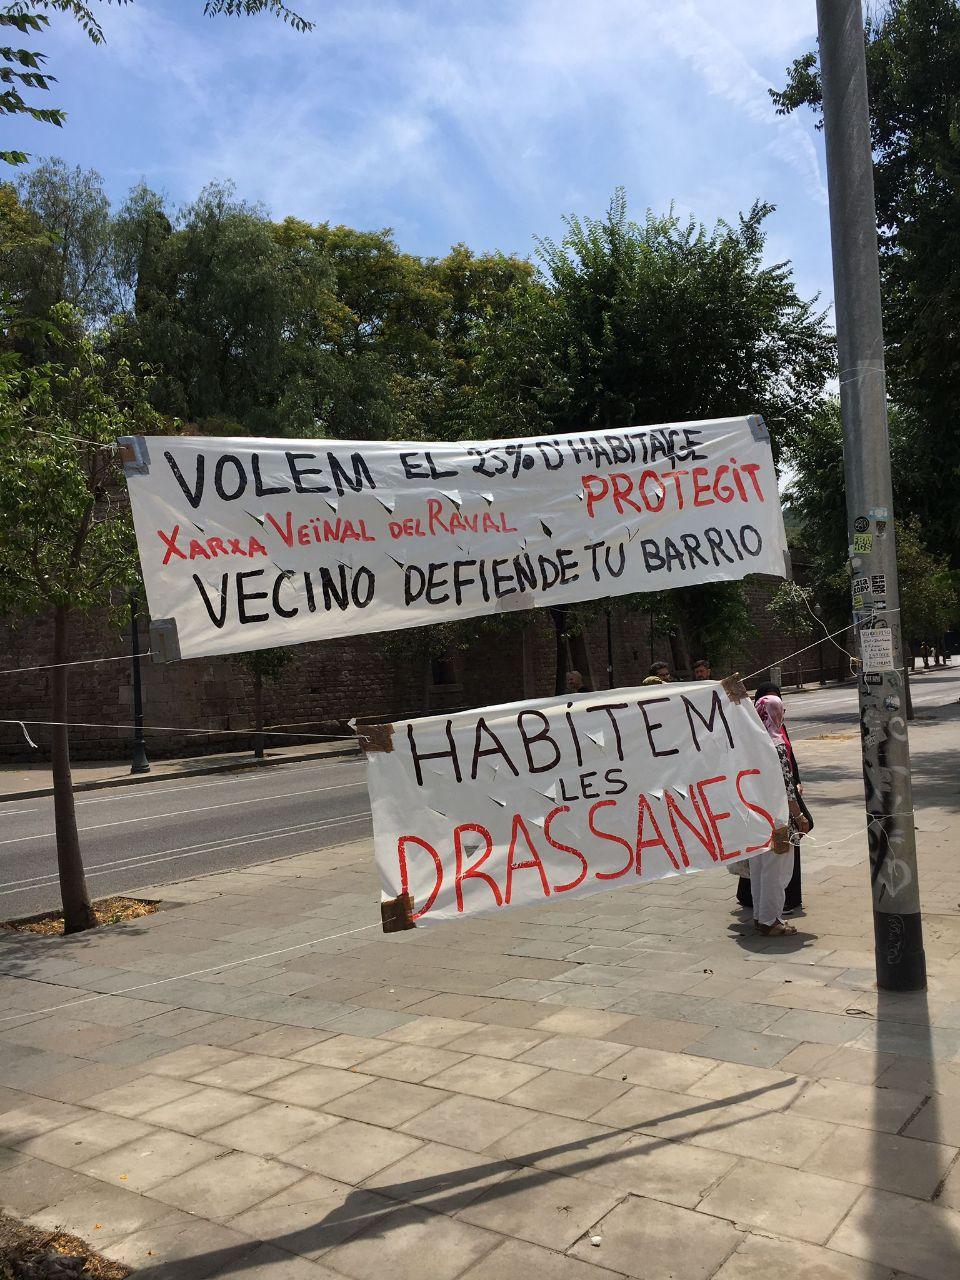 VOLEM EL 25% D'HABITATGE
PROTEGIT
XARXA VEÏNAL DEL RAVAL
VECINO DEFIENDE TU BARRIO
HABITEM
LES
DRASSANES